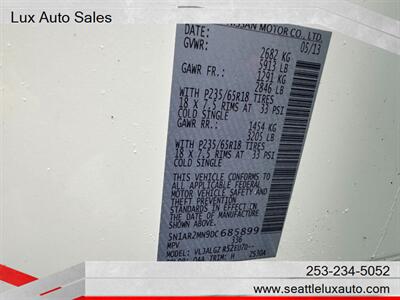 Lux Auto Sales
NISSAN MOTOR CO., LTD.
DATE: 05/13
GVWR: 2682 KG
5913 LB
GAWR FR.: 1291 KG
2846 LB
WITH P235/65R18 TIRES
18 X 7.5 RIMS AT 33 PSI
COLD SINGLE
GAWR RR.: 1454 KG
3205 LB
WITH P235/65R18 TIRES
18 X 7.5 RIMS AT 33 PSI
COLD SINGLE
THIS VEHICLE CONFORMS TO ALL
APPLICABLE FEDERAL
MOTOR VEHICLE SAFETY AND
THEFT PREVENTION
STANDARDS IN EFFECT ON THE
DATE OF MANUFACTURE
SHOWN ABOVE.
5N1AR2MN9DC685899
MPV 336
COLOR: QAA TRIM: H
253-234-5052
www.seattleluxauto.com